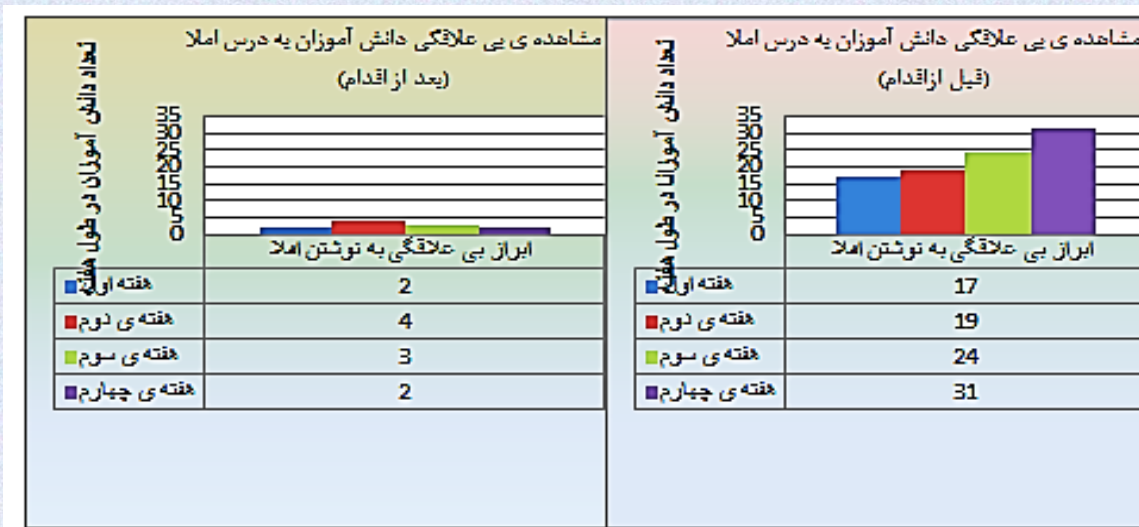 مشاهده ی بی علاقگی دانش آموزان به درس املا
(قبل ازاقدام)
تعداد دانش آموزانا در طول هفته
35
30
25
20
15
10
5
0
ابراز بی علاقگی به نوشتن املا
هفته اول 17
هفته ی دوم 19
هفته ی سوم 24
هفته ی چهارم 31
مشاهده ی بی علاقگی دانش آموزان به درس املا
(بعد از اقدام)
تعداد دانش آموزان در طول هفته
35
30
25
20
15
10
5
0
ابراز بی علاقگی به نوشتن املا
هفته اول 2
هفته ی دوم 4
هفته ی سوم 3
هفته ی چهارم 2